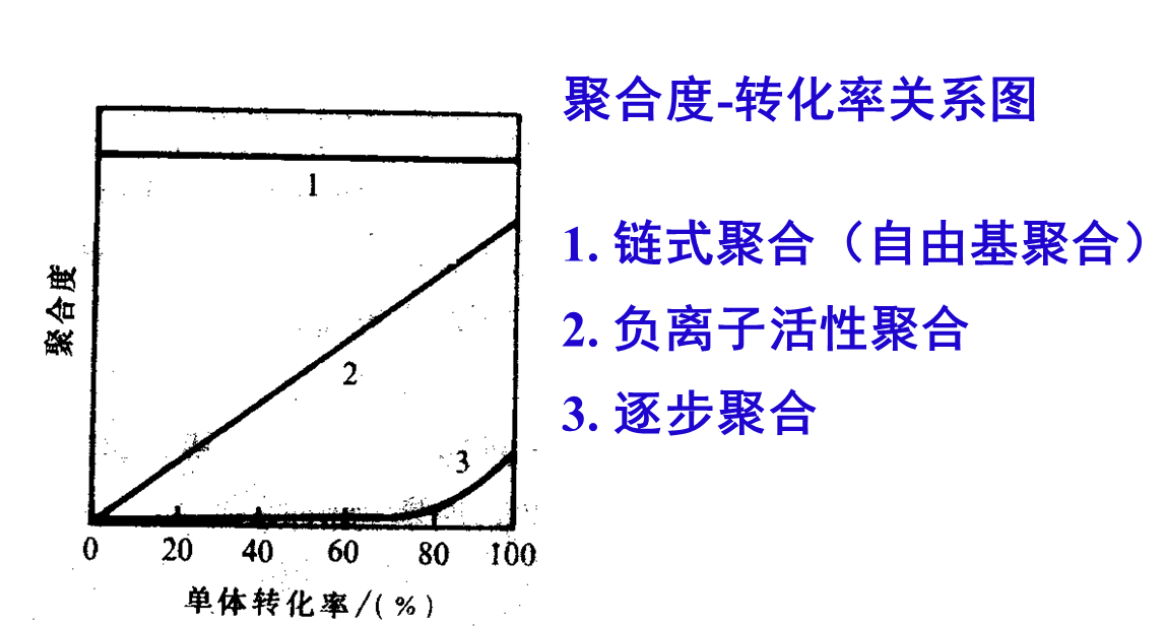 聚合度-转化率关系图
1. 链式聚合（自由基聚合）
2. 负离子活性聚合
3. 逐步聚合
聚合度
1
2
3
0 20 40 60 80 100
单体转化率/(%)